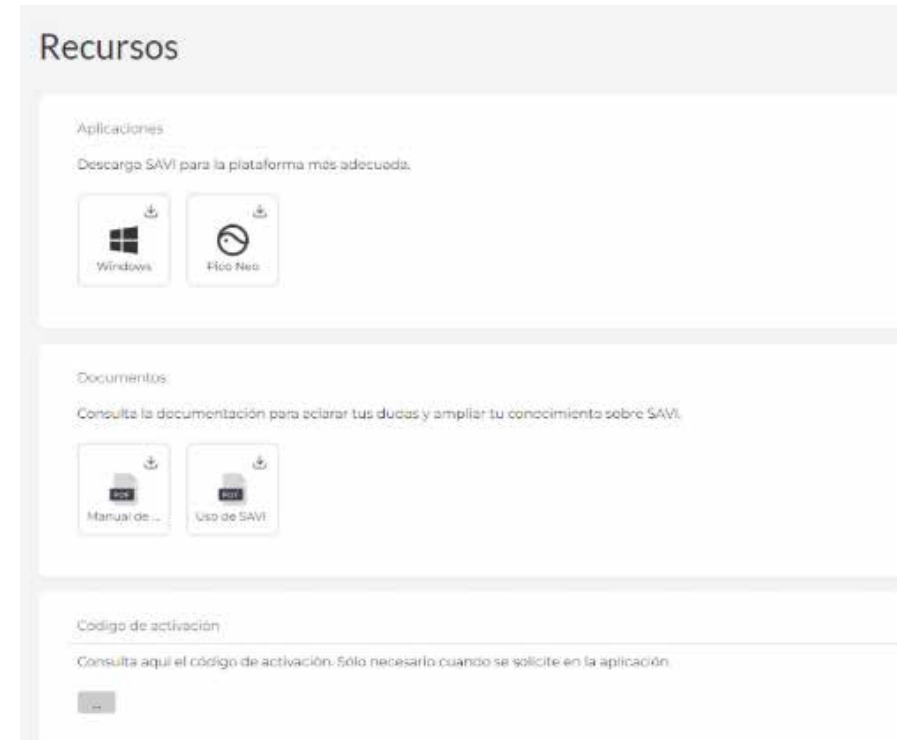 Recursos
Aplicaciones
Descarga SAVI para la plataforma más adecuada.
Windows
Pico Neo
Documentos
Consulta la documentación para aclarar tus dudas y ampliar tu conocimiento sobre SAVI.
PDF
PDF
Manual de ...
Uso de SAVI
Código de activación
Consulta aquí el código de activación. Sólo necesario cuando se solicite en la aplicación.
...